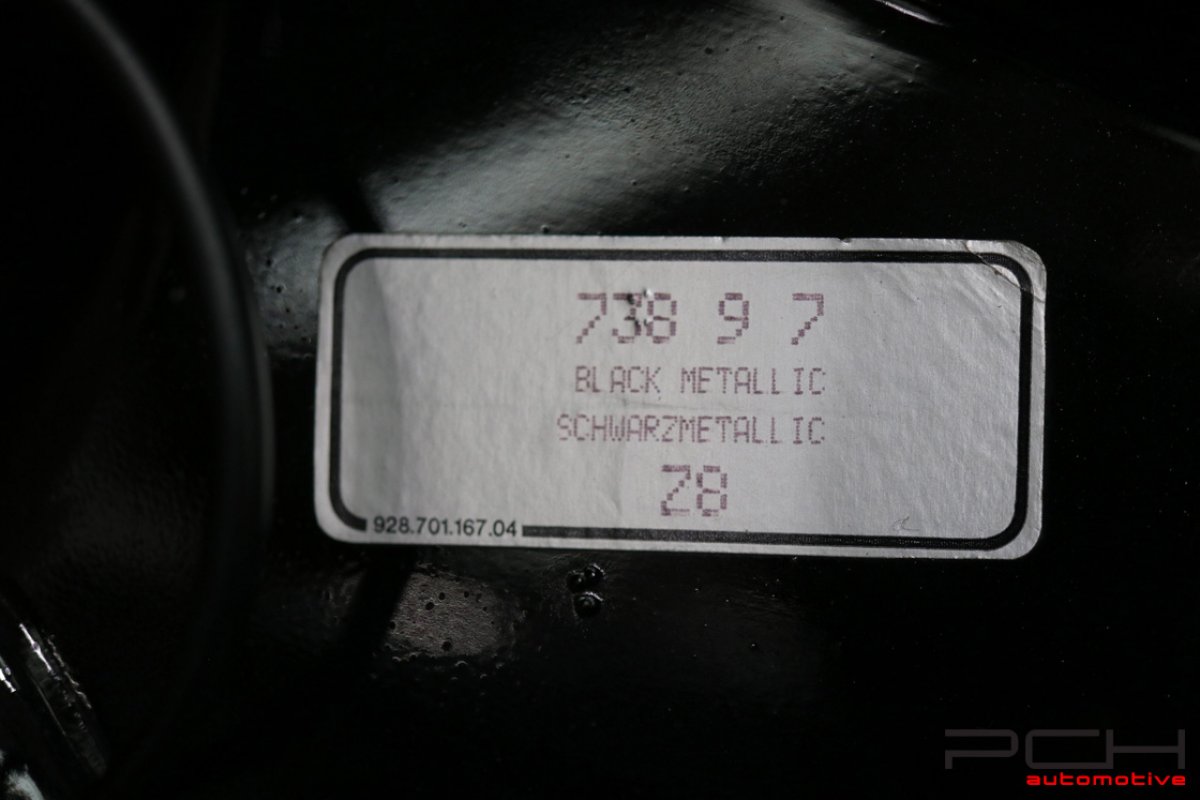 738 9 7
BLACK METALLIC
SCHWARZMETALLIC
Z8
928.701.167.04
PCH
automotive